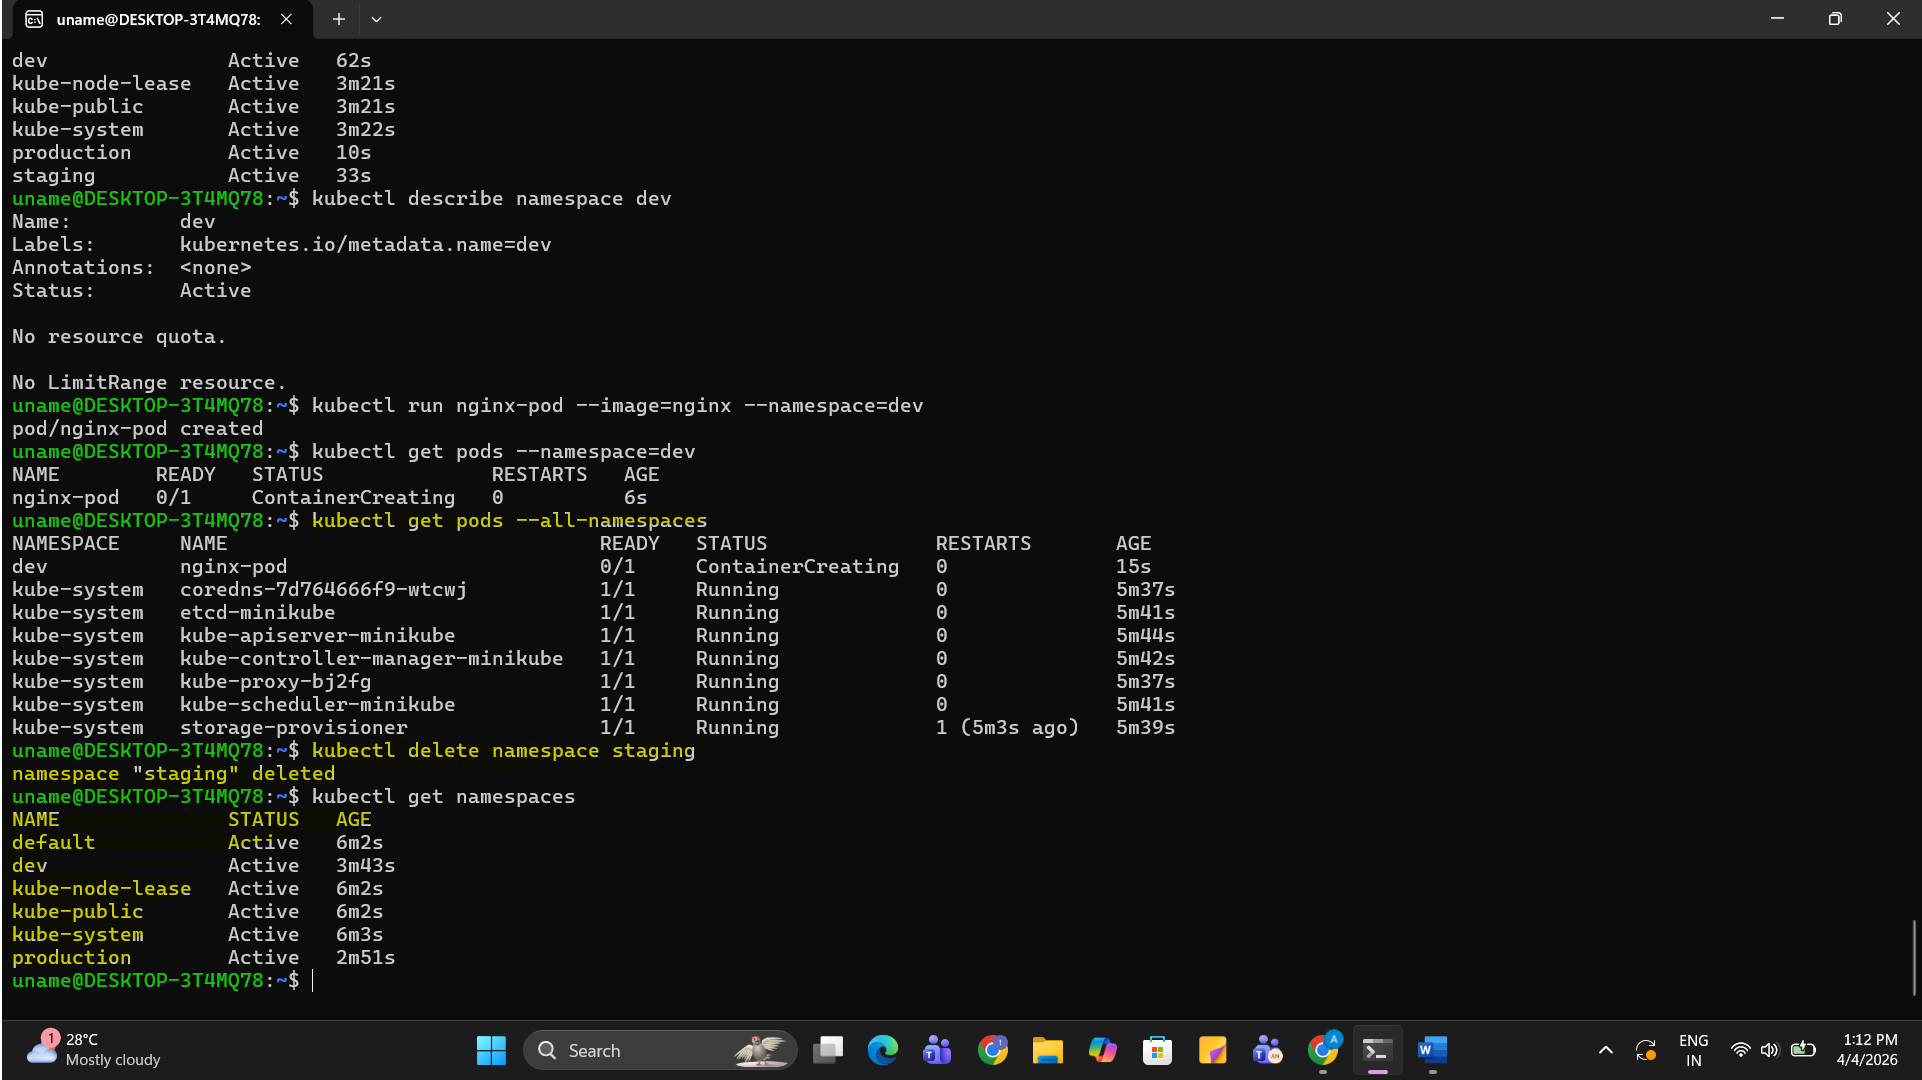 uname@DESKTOP-3T4MQ78:
dev               Active   62s
kube-node-lease   Active   3m21s
kube-public       Active   3m21s
kube-system       Active   3m22s
production        Active   10s
staging           Active   33s
uname@DESKTOP-3T4MQ78:~$ kubectl describe namespace dev
Name:         dev
Labels:       kubernetes.io/metadata.name=dev
Annotations:  <none>
Status:       Active
No resource quota.
No LimitRange resource.
uname@DESKTOP-3T4MQ78:~$ kubectl run nginx-pod --image=nginx --namespace=dev
pod/nginx-pod created
uname@DESKTOP-3T4MQ78:~$ kubectl get pods --namespace=dev
NAME        READY   STATUS              RESTARTS   AGE
nginx-pod   0/1     ContainerCreating   0          6s
uname@DESKTOP-3T4MQ78:~$ kubectl get pods --all-namespaces
NAMESPACE     NAME                               READY   STATUS              RESTARTS       AGE
dev           nginx-pod                          0/1     ContainerCreating   0              15s
kube-system   coredns-7d764666f9-wtcwj           1/1     Running             0              5m37s
kube-system   etcd-minikube                      1/1     Running             0              5m41s
kube-system   kube-apiserver-minikube            1/1     Running             0              5m44s
kube-system   kube-controller-manager-minikube   1/1     Running             0              5m42s
kube-system   kube-proxy-bj2fg                   1/1     Running             0              5m37s
kube-system   kube-scheduler-minikube            1/1     Running             0              5m41s
kube-system   storage-provisioner                1/1     Running             1 (5m3s ago)   5m39s
uname@DESKTOP-3T4MQ78:~$ kubectl delete namespace staging
namespace "staging" deleted
uname@DESKTOP-3T4MQ78:~$ kubectl get namespaces
NAME              STATUS   AGE
default           Active   6m2s
dev               Active   3m43s
kube-node-lease   Active   6m2s
kube-public       Active   6m2s
kube-system       Active   6m3s
production        Active   2m51s
uname@DESKTOP-3T4MQ78:~$
1
28°C
Mostly cloudy
Search
ENG
IN
1:12 PM
4/4/2026